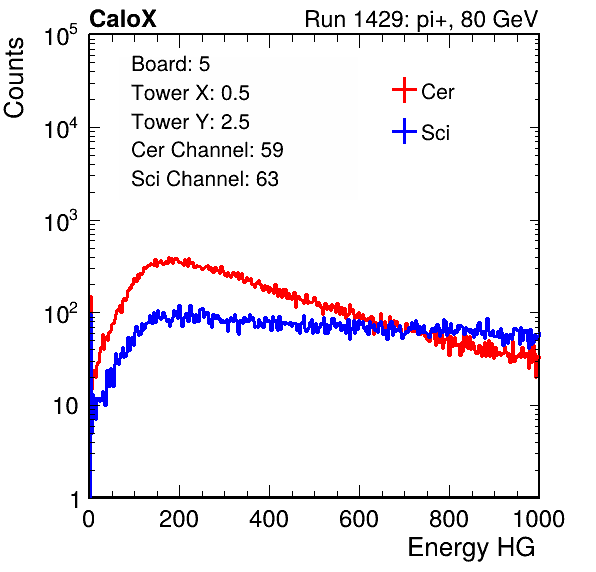 CaloX Run 1429: pi+, 80 GeV
Counts
10^5
10^4
10^3
10^2
10
1
Board: 5
Tower X: 0.5
Tower Y: 2.5
Cer Channel: 59
Sci Channel: 63
Cer
Sci
0 200 400 600 800 1000
Energy HG